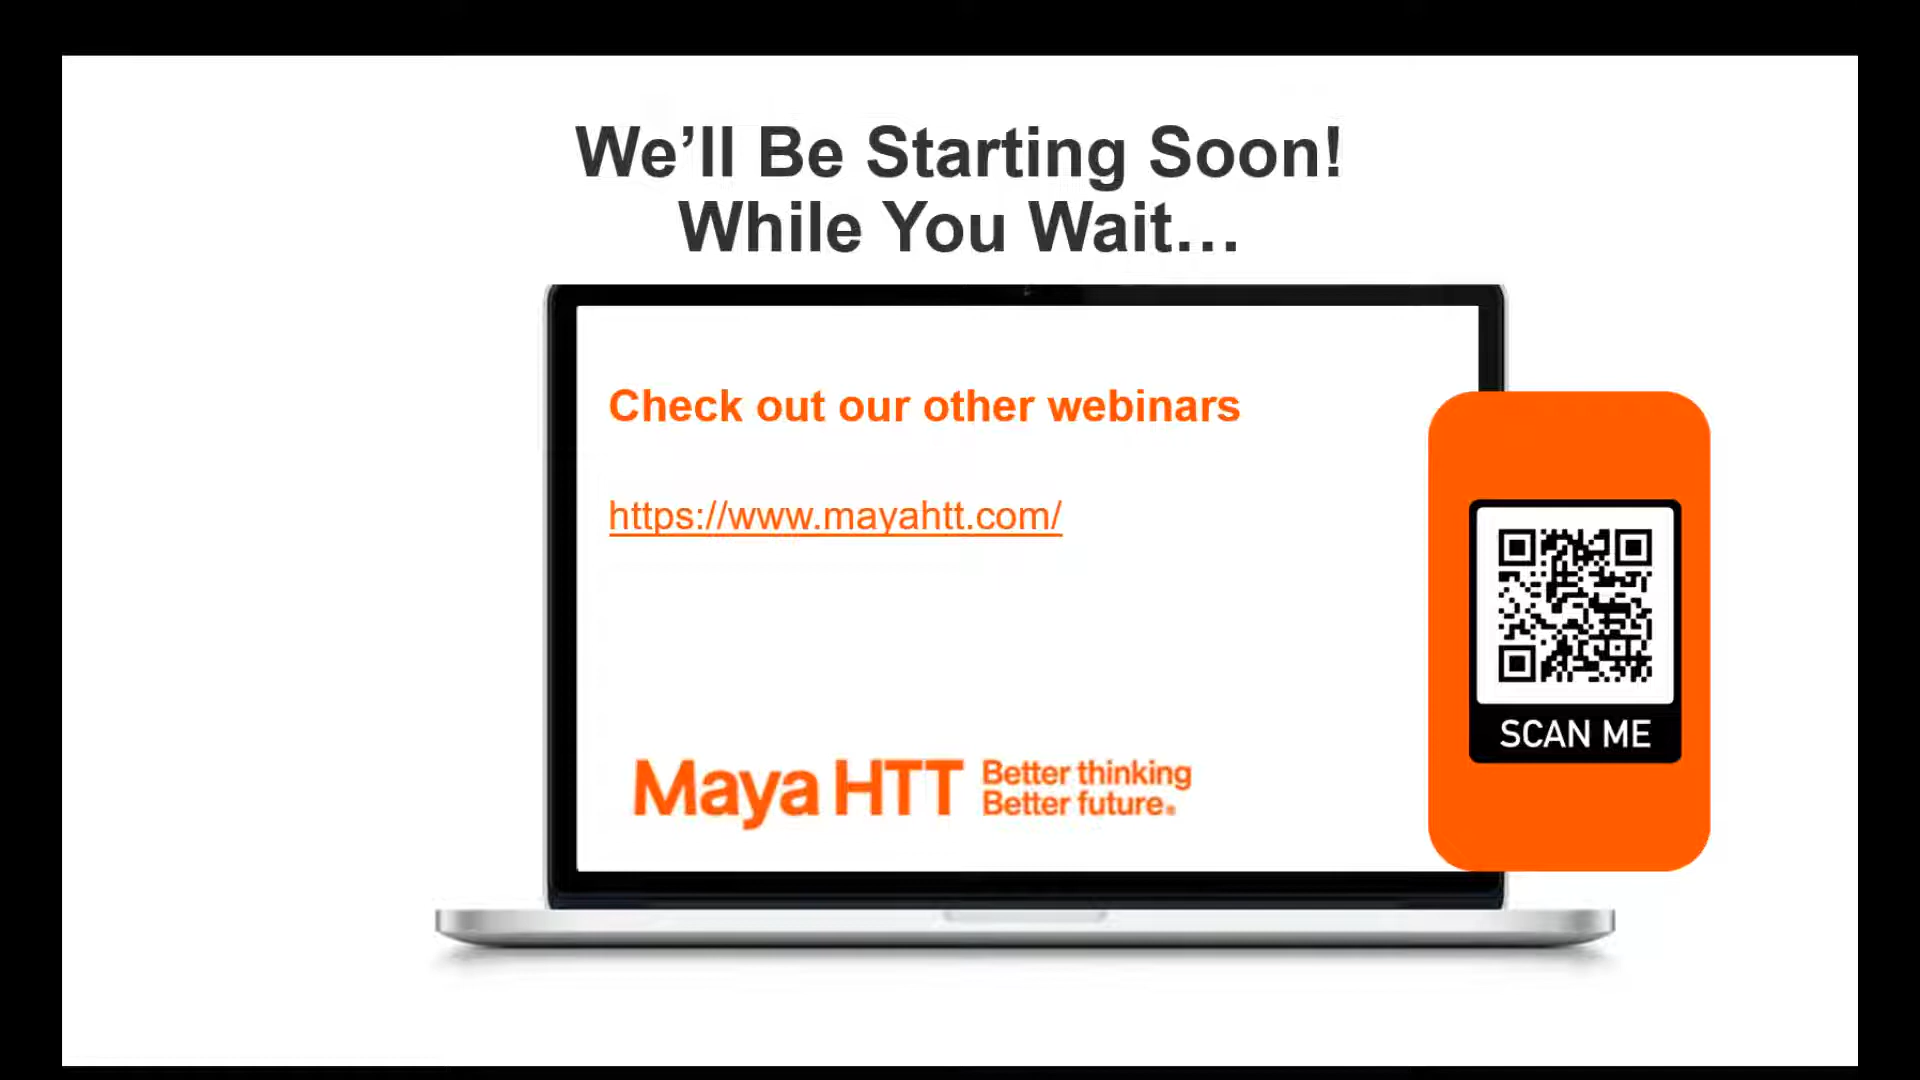 We’ll Be Starting Soon!
While You Wait…
Check out our other webinars
https://www.mayahtt.com/
SCAN ME
Maya HTT
Better thinking
Better future.